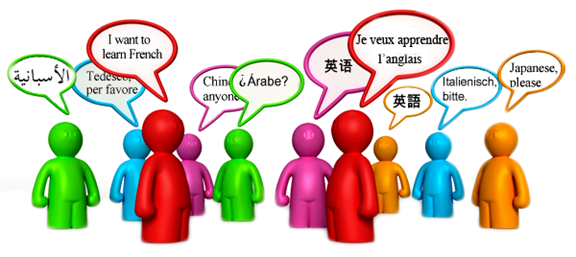 الأسبانية
Tedesco,
per favore
I want to
learn French
Chine
anyone
¿Árabe?
英语
Je veux apprendre
l'anglais
英語
Italienisch,
bitte.
Japanese,
please